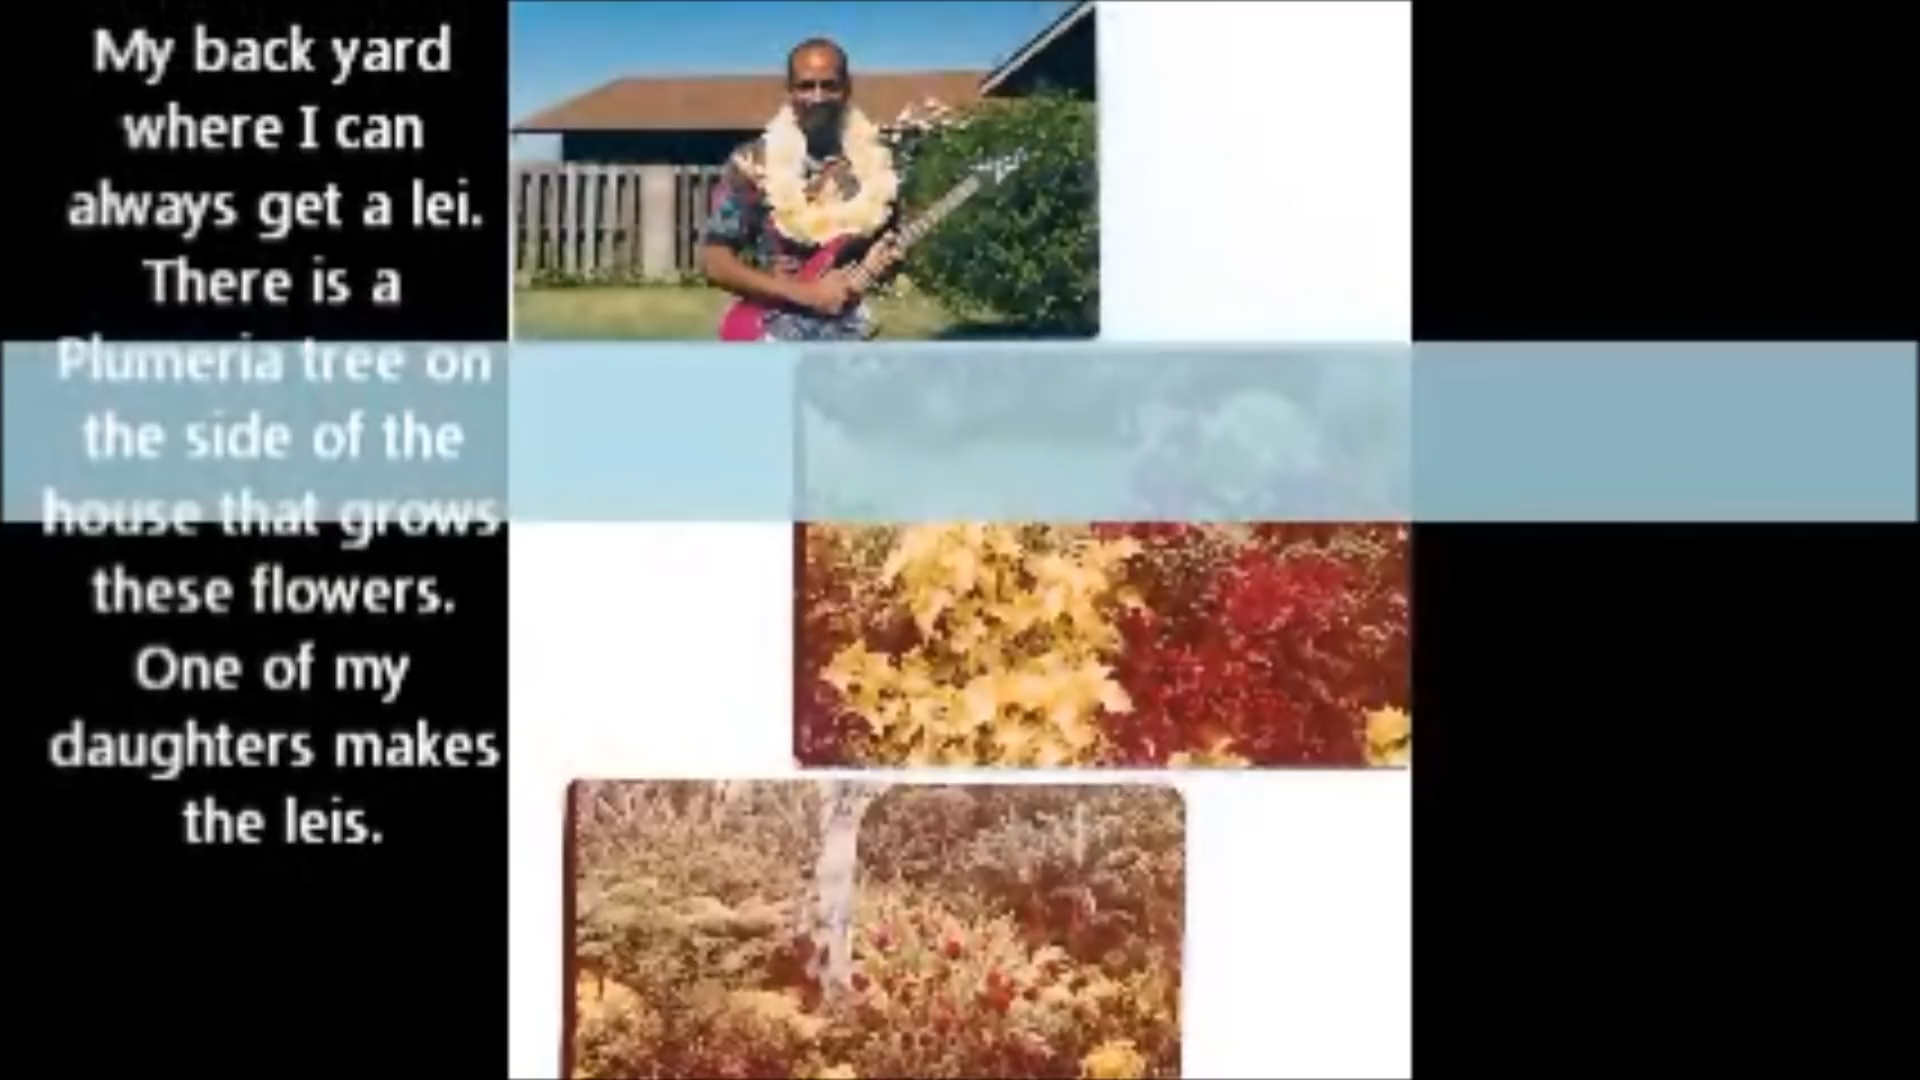 My back yard
where I can
always get a lei.
There is a
Plumeria tree on
the side of the
house that grows
these flowers.
One of my
daughters makes
the leis.